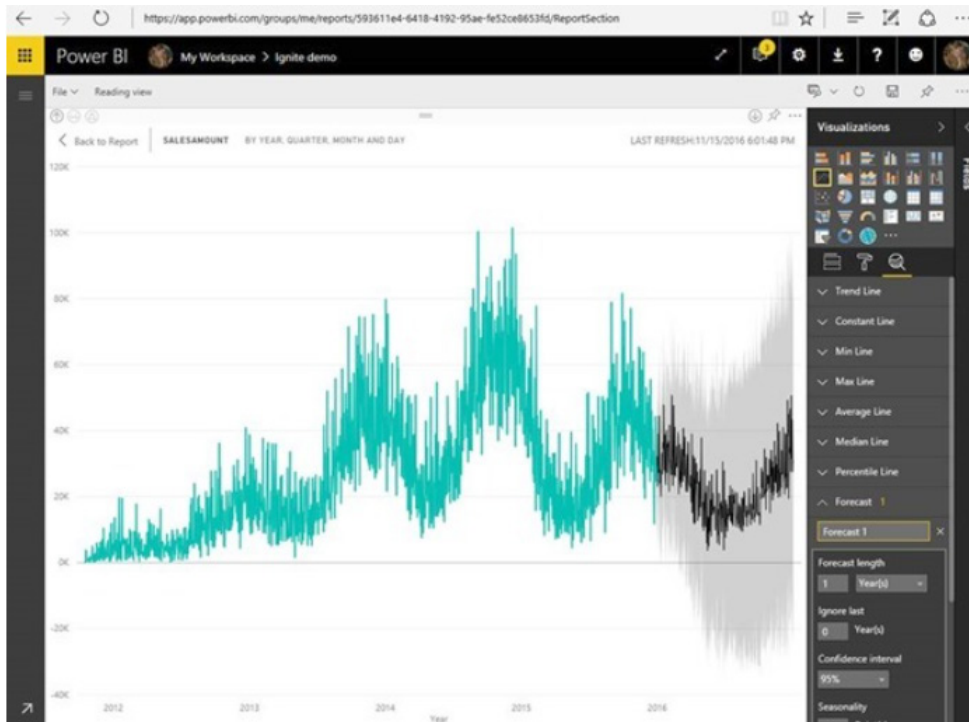 https://app.powerbi.com/groups/me/reports/593611e4-6418-4192-95ae-fe52ce8653fd/ReportSection
Power BI My Workspace > Ignite demo
File Reading view
Back to Report SALESAMOUNT BY YEAR, QUARTER, MONTH AND DAY LAST REFRESH:11/15/2016 6:01:48 PM
Visualizations
Fields
120K
100K
80K
60K
40K
20K
0K
-20K
-40K
2012 2013 2014 2015 2016
Year
Trend Line
Constant Line
Min Line
Max Line
Average Line
Median Line
Percentile Line
Forecast 1
Forecast 1
Forecast length
1 Year(s)
Ignore last
0 Year(s)
Confidence interval
95%
Seasonality